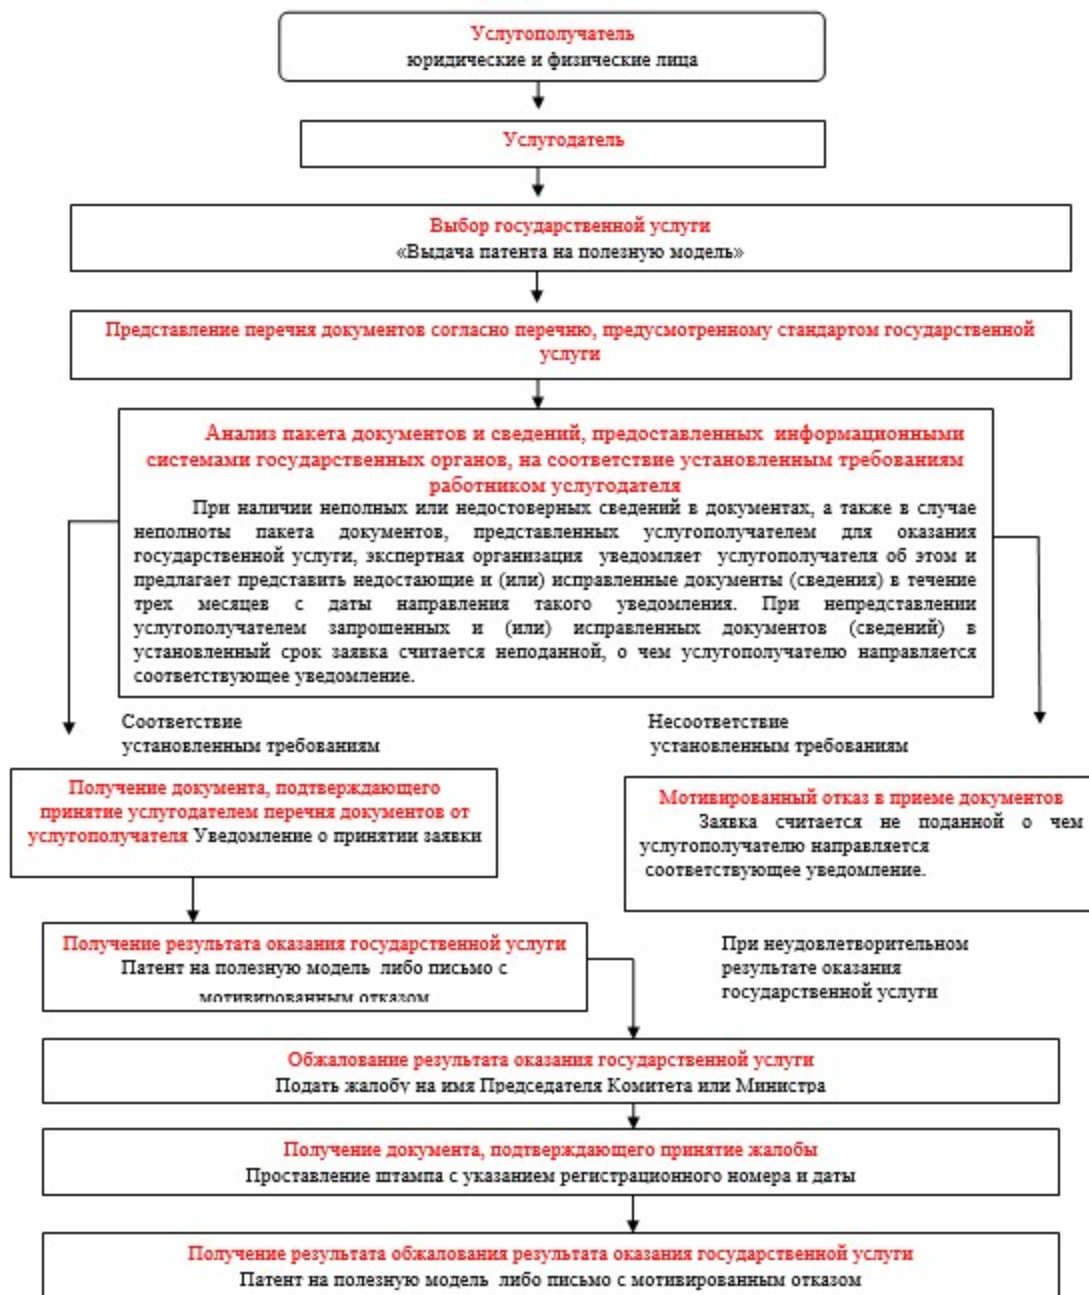 Услугополучатель
юридические и физические лица
Услугодатель
Выбор государственной услуги
«Выдача патента на полезную модель»
Представление перечня документов согласно перечню, предусмотренному стандартом государственной
услуги
Анализ пакета документов и сведений, предоставленных информационными
системами государственных органов, на соответствие установленным требованиям
работником услугодателя
При наличии неполных или недостоверных сведений в документах, а также в случае
неполноты пакета документов, представленных услугополучателем для оказания
государственной услуги, экспертная организация уведомляет услугополучателя об этом и
предлагает представить недостающие и (или) исправленные документы (сведения) в течение
трех месяцев с даты направления такого уведомления. При непредставлении
услугополучателем запрошенных и (или) исправленных документов (сведений) в
установленный срок заявка считается неподанной, о чем услугополучателю направляется
соответствующее уведомление.
Соответствие
установленным требованиям
Несоответствие
установленным требованиям
Получение документа, подтверждающего
принятие услугодателем перечня документов от
услугополучателя Уведомление о принятии заявки
Мотивированный отказ в приеме документов
Заявка считается не поданной о чем
услугополучателю направляется
соответствующее уведомление.
Получение результата оказания государственной услуги
Патент на полезную модель либо письмо с
мотивированным отказом
При неудовлетворительном
результате оказания
государственной услуги
Обжалование результата оказания государственной услуги
Подать жалобу на имя Председателя Комитета или Министра
Получение документа, подтверждающего принятие жалобы
Проставление штампа с указанием регистрационного номера и даты
Получение результата обжалования результата оказания государственной услуги
Патент на полезную модель либо письмо с мотивированным отказом